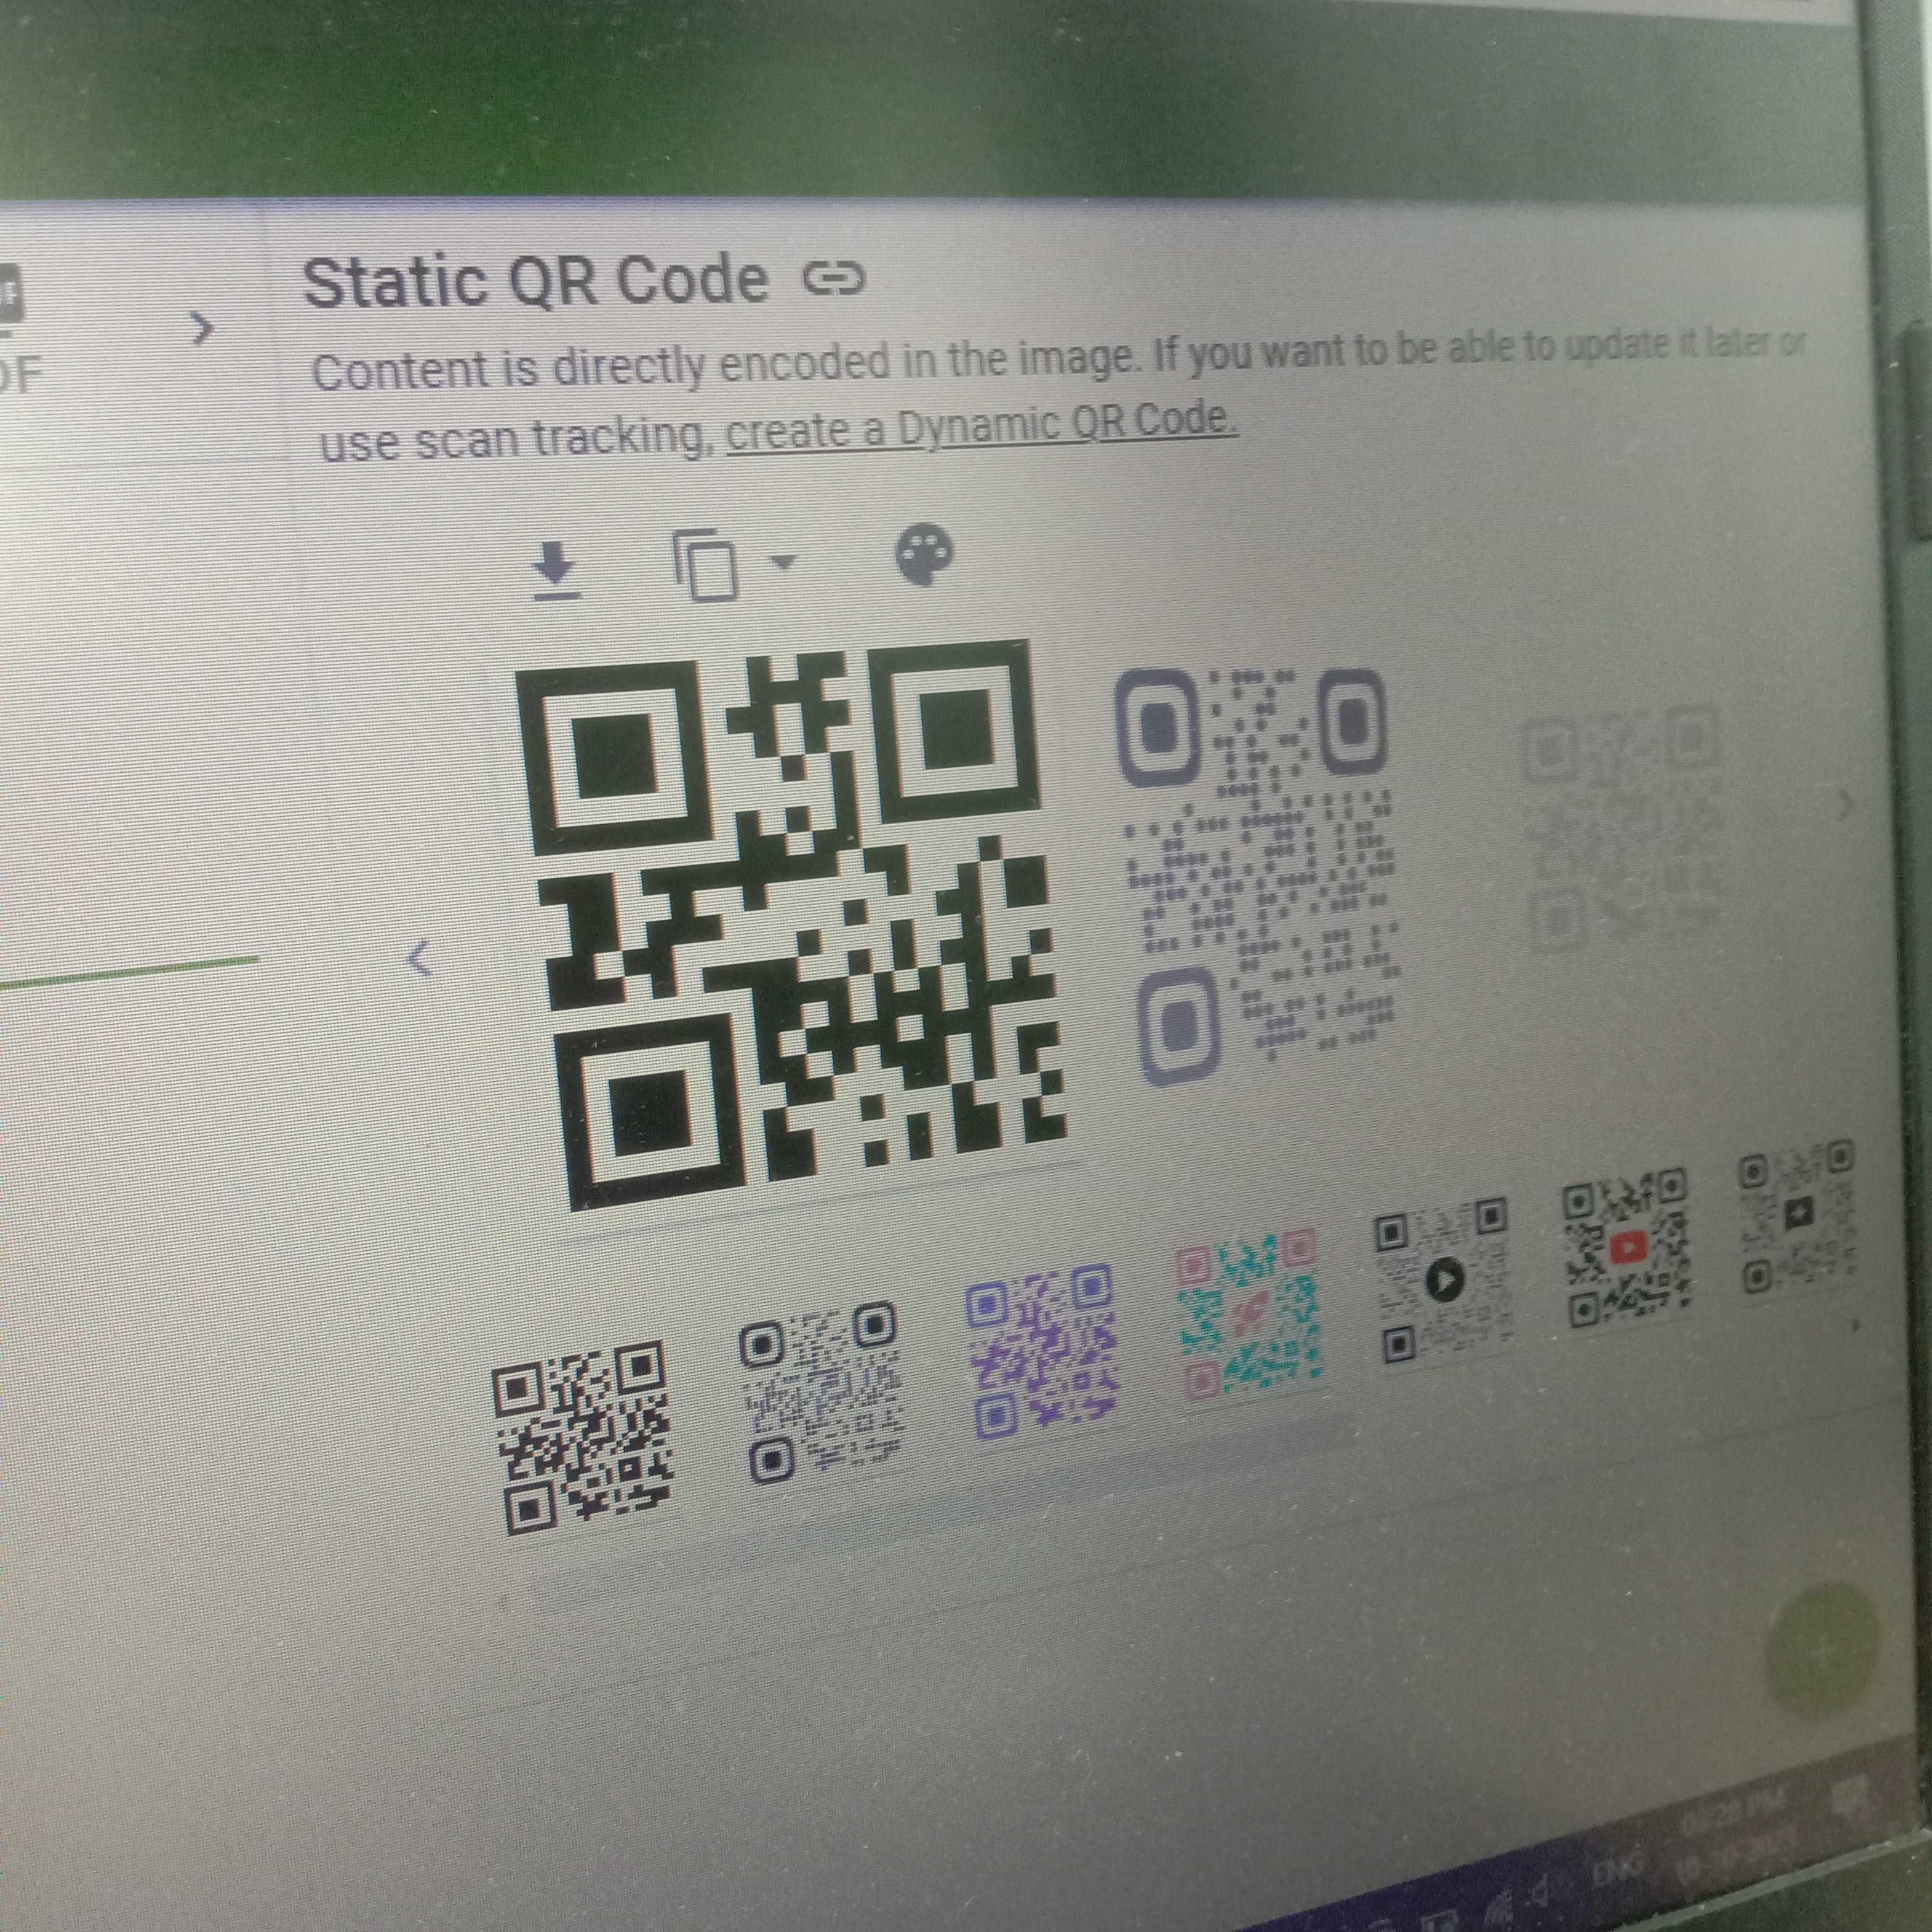 Static QR Code
Content is directly encoded in the image. If you want to be able to update it later or
use scan tracking, create a Dynamic QR Code.
ENG